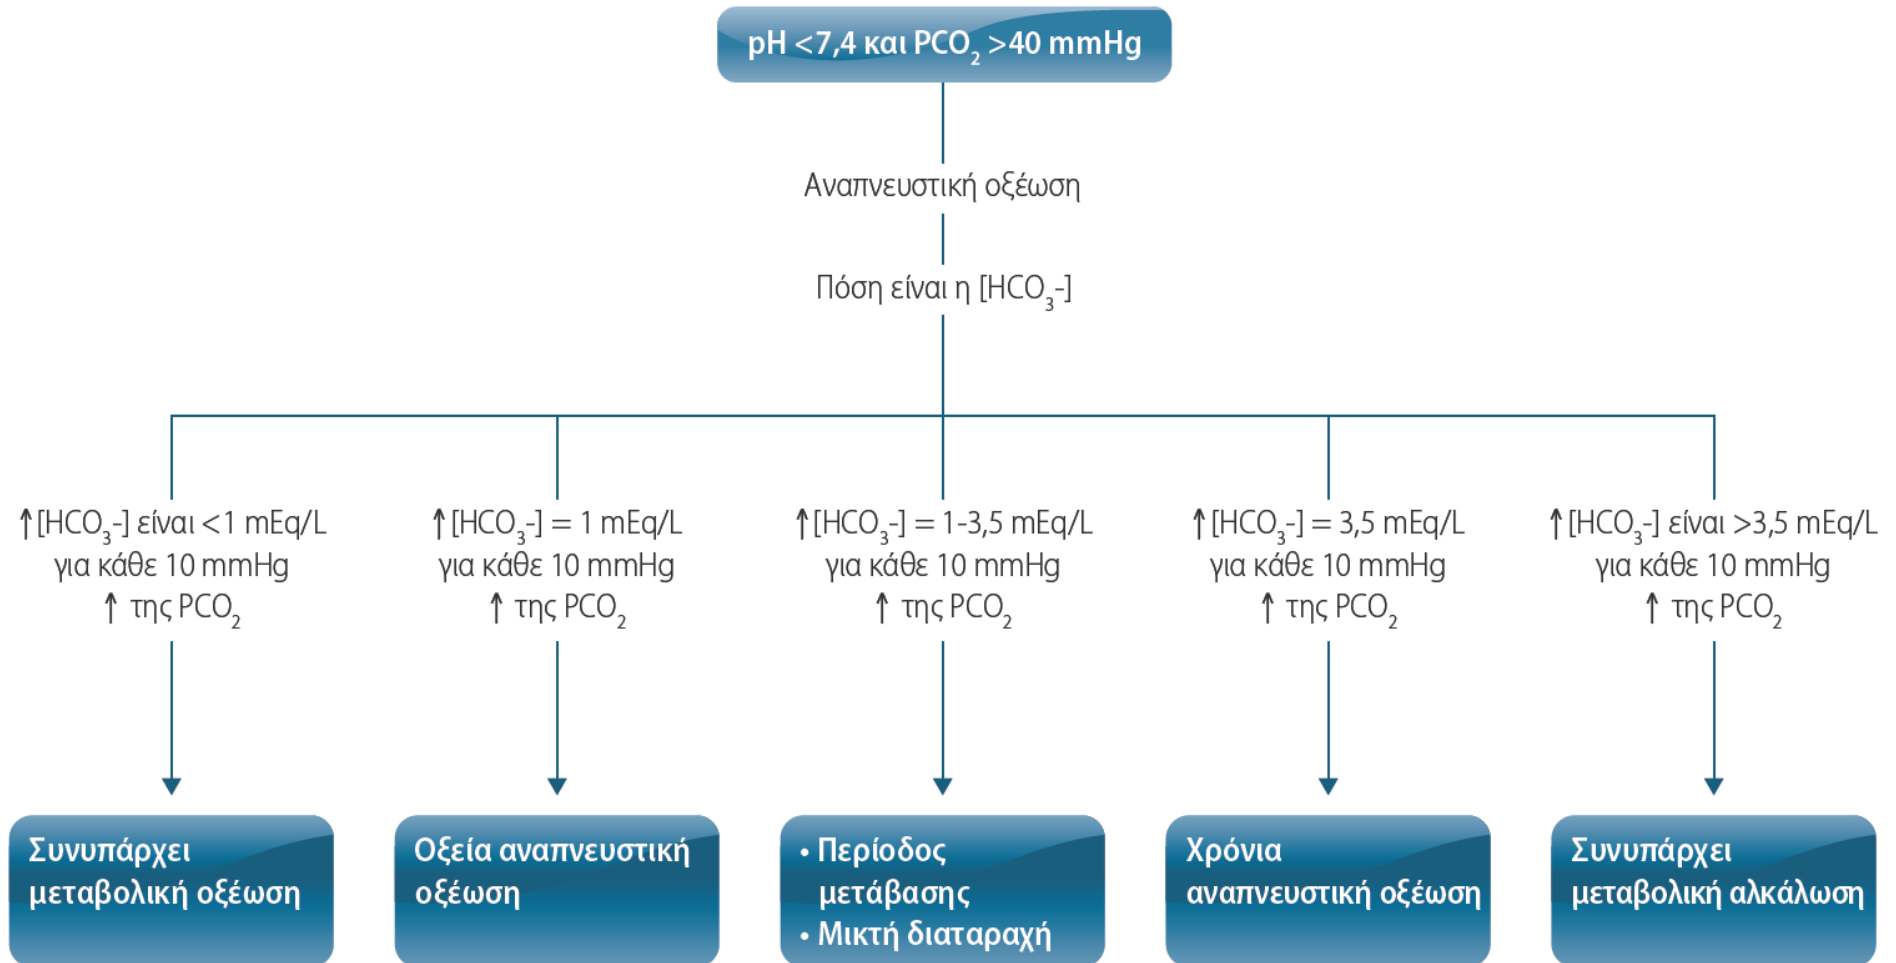 pH <7,4 και PCO₂ >40 mmHg
Αναπνευστική οξέωση
Πόση είναι η [HCO₃-]
↑[HCO₃-] είναι <1 mEq/L
για κάθε 10 mmHg
↑ της PCO₂
↑[HCO₃-] = 1 mEq/L
για κάθε 10 mmHg
↑ της PCO₂
↑[HCO₃-] = 1-3,5 mEq/L
για κάθε 10 mmHg
↑ της PCO₂
↑[HCO₃-] = 3,5 mEq/L
για κάθε 10 mmHg
↑ της PCO₂
↑[HCO₃-] είναι >3,5 mEq/L
για κάθε 10 mmHg
↑ της PCO₂
Συνυπάρχει
μεταβολική οξέωση
Οξεία αναπνευστική
οξέωση
• Περίοδος
μετάβασης
• Μικτή διαταραχή
Χρόνια
αναπνευστική οξέωση
Συνυπάρχει
μεταβολική αλκάλωση